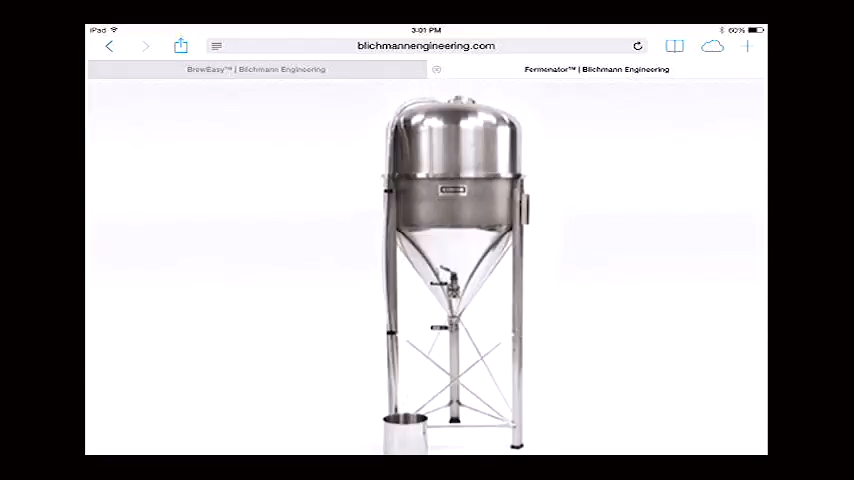 iPad 3:01 PM 60%
blichmannengineering.com
BrewEasy™ | Blichmann Engineering Fermenator™ | Blichmann Engineering